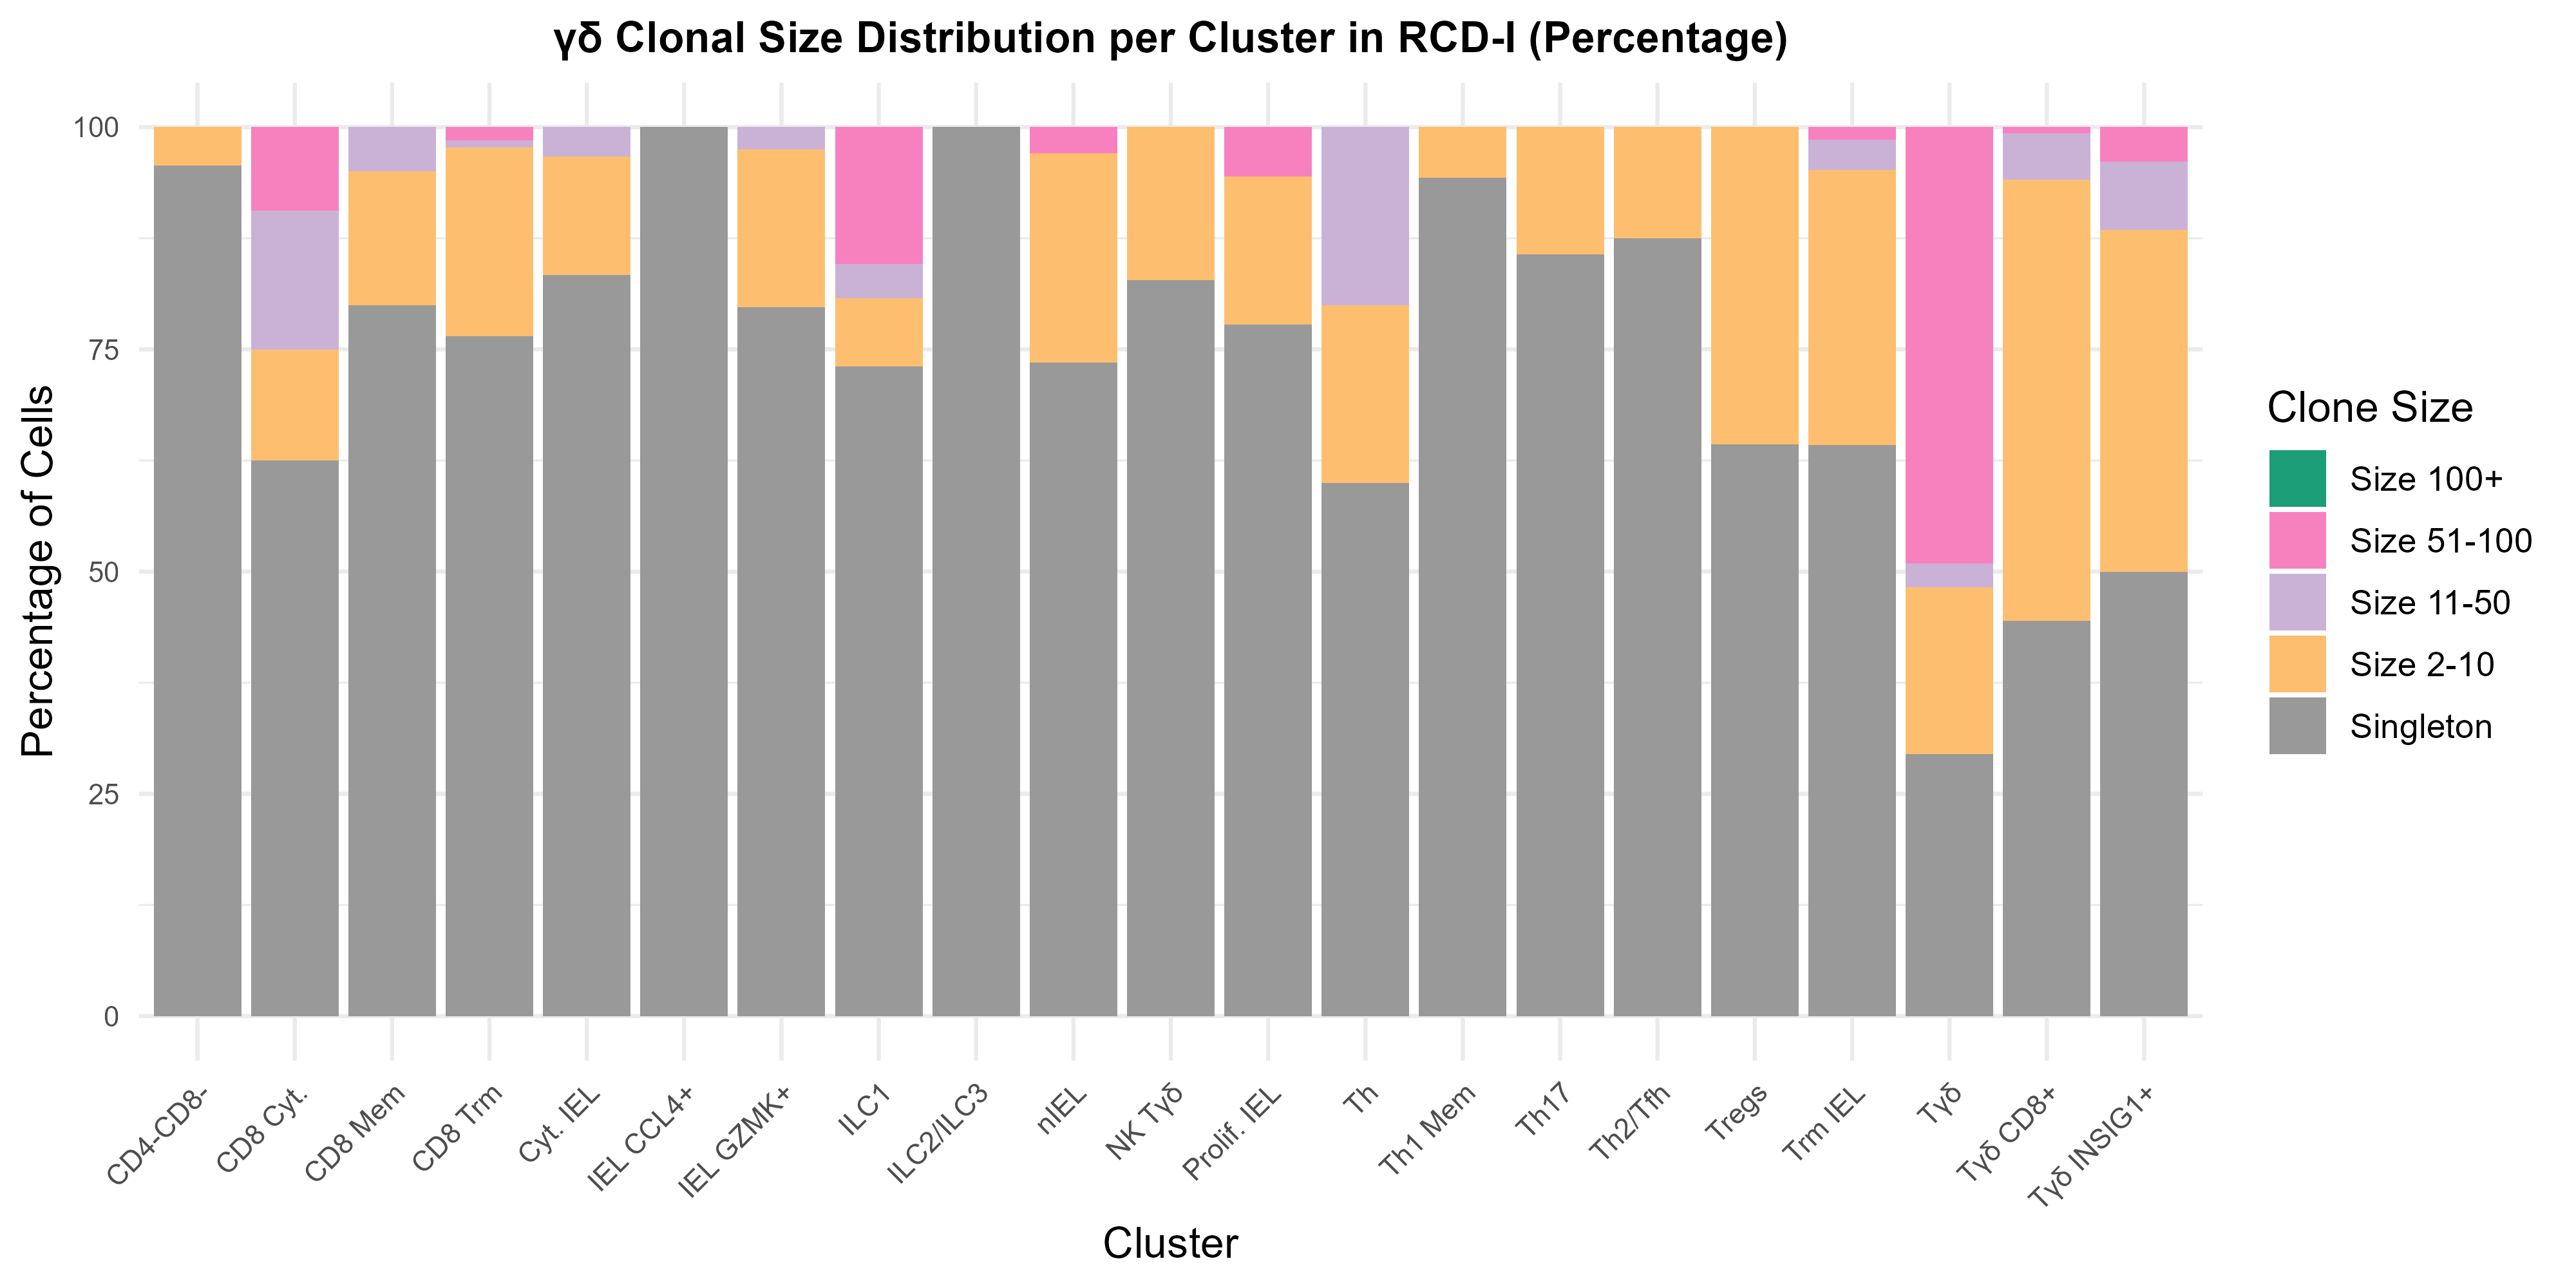 γδ Clonal Size Distribution per Cluster in RCD-I (Percentage)
Percentage of Cells
100
75
50
25
0
CD4-CD8-
CD8 Cyt.
CD8 Mem
CD8 Trm
Cyt. IEL
IEL CCL4+
IEL GZMK+
ILC1
ILC2/ILC3
nIEL
NK Tγδ
Prolif. IEL
Th
Th1 Mem
Th17
Th2/Tfh
Tregs
Trm IEL
Tγδ
Tγδ CD8+
Tγδ INSIG1+
Cluster
Clone Size
Size 100+
Size 51-100
Size 11-50
Size 2-10
Singleton